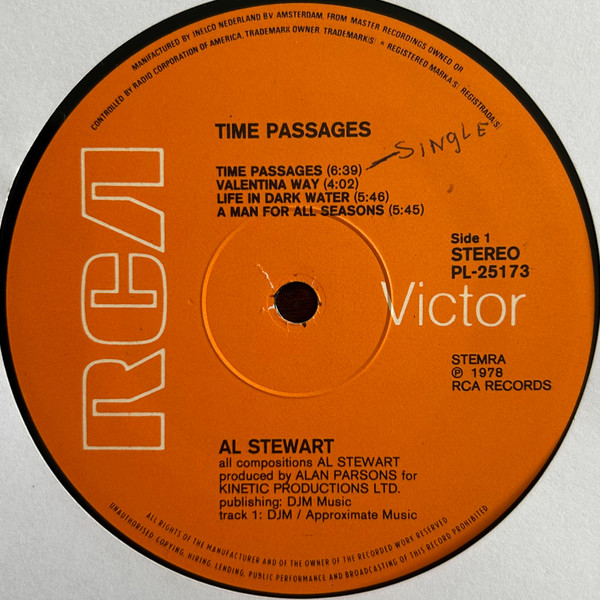 MANUFACTURED BY INELCO NEDERLAND B.V. AMSTERDAM, FROM MASTER RECORDINGS OWNED OR
CONTROLLED BY RADIO CORPORATION OF AMERICA, TRADEMARK OWNER. TRADEMARK(S) ® REGISTERED MARKA(S) REGISTRADA(S)
TIME PASSAGES
SINGLE
TIME PASSAGES (6:39)
VALENTINA WAY (4:02)
LIFE IN DARK WATER (5:46)
A MAN FOR ALL SEASONS (5:45)
RCA
Side 1
STEREO
PL-25173
Victor
STEMRA
℗ 1978
RCA RECORDS
AL STEWART
all compositions AL STEWART
produced by ALAN PARSONS for
KINETIC PRODUCTIONS LTD.
publishing: DJM Music
track 1: DJM / Approximate Music
ALL RIGHTS OF THE MANUFACTURER AND OF THE OWNER OF THE RECORDED WORK RESERVED
UNAUTHORISED COPYING, HIRING, LENDING, PUBLIC PERFORMANCE AND BROADCASTING OF THIS RECORD PROHIBITED